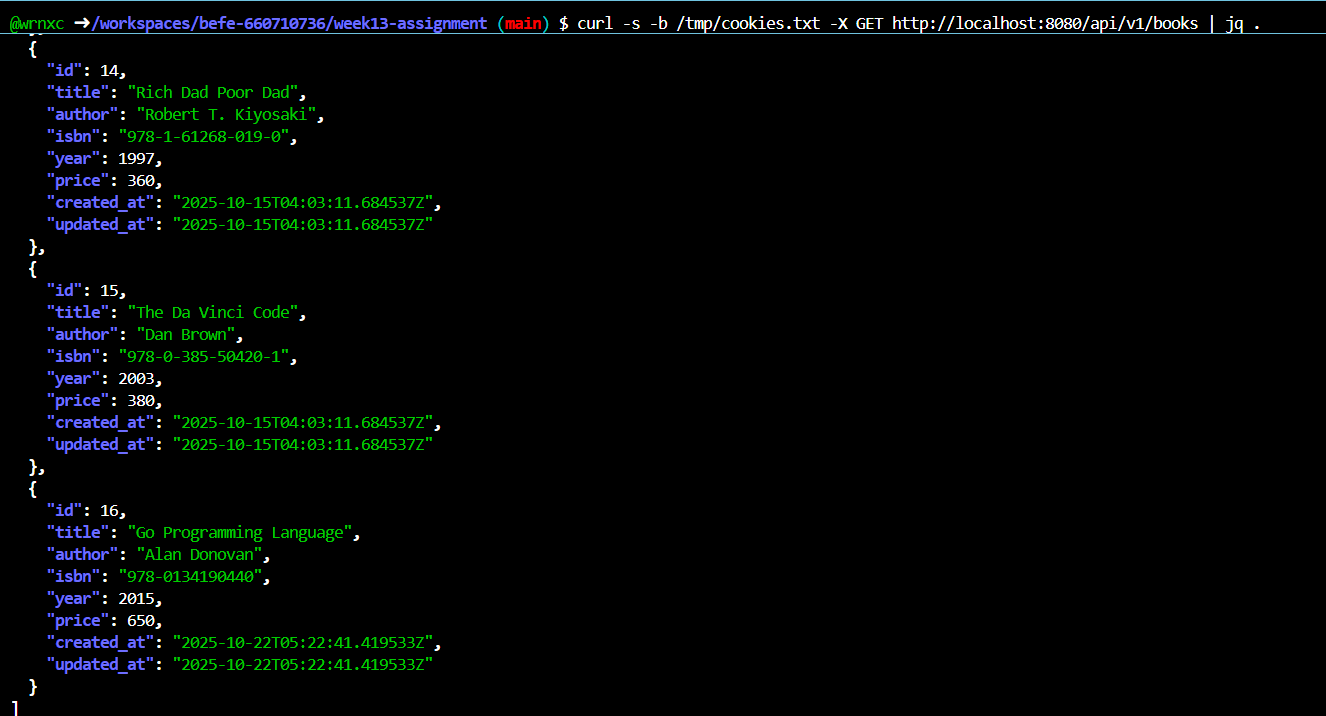 @wrnxc ➜/workspaces/befe-660710736/week13-assignment (main) $ curl -s -b /tmp/cookies.txt -X GET http://localhost:8080/api/v1/books | jq .
{
"id": 14,
"title": "Rich Dad Poor Dad",
"author": "Robert T. Kiyosaki",
"isbn": "978-1-61268-019-0",
"year": 1997,
"price": 360,
"created_at": "2025-10-15T04:03:11.684537Z",
"updated_at": "2025-10-15T04:03:11.684537Z"
},
{
"id": 15,
"title": "The Da Vinci Code",
"author": "Dan Brown",
"isbn": "978-0-385-50420-1",
"year": 2003,
"price": 380,
"created_at": "2025-10-15T04:03:11.684537Z",
"updated_at": "2025-10-15T04:03:11.684537Z"
},
{
"id": 16,
"title": "Go Programming Language",
"author": "Alan Donovan",
"isbn": "978-0134190440",
"year": 2015,
"price": 650,
"created_at": "2025-10-22T05:22:41.419533Z",
"updated_at": "2025-10-22T05:22:41.419533Z"
}
]